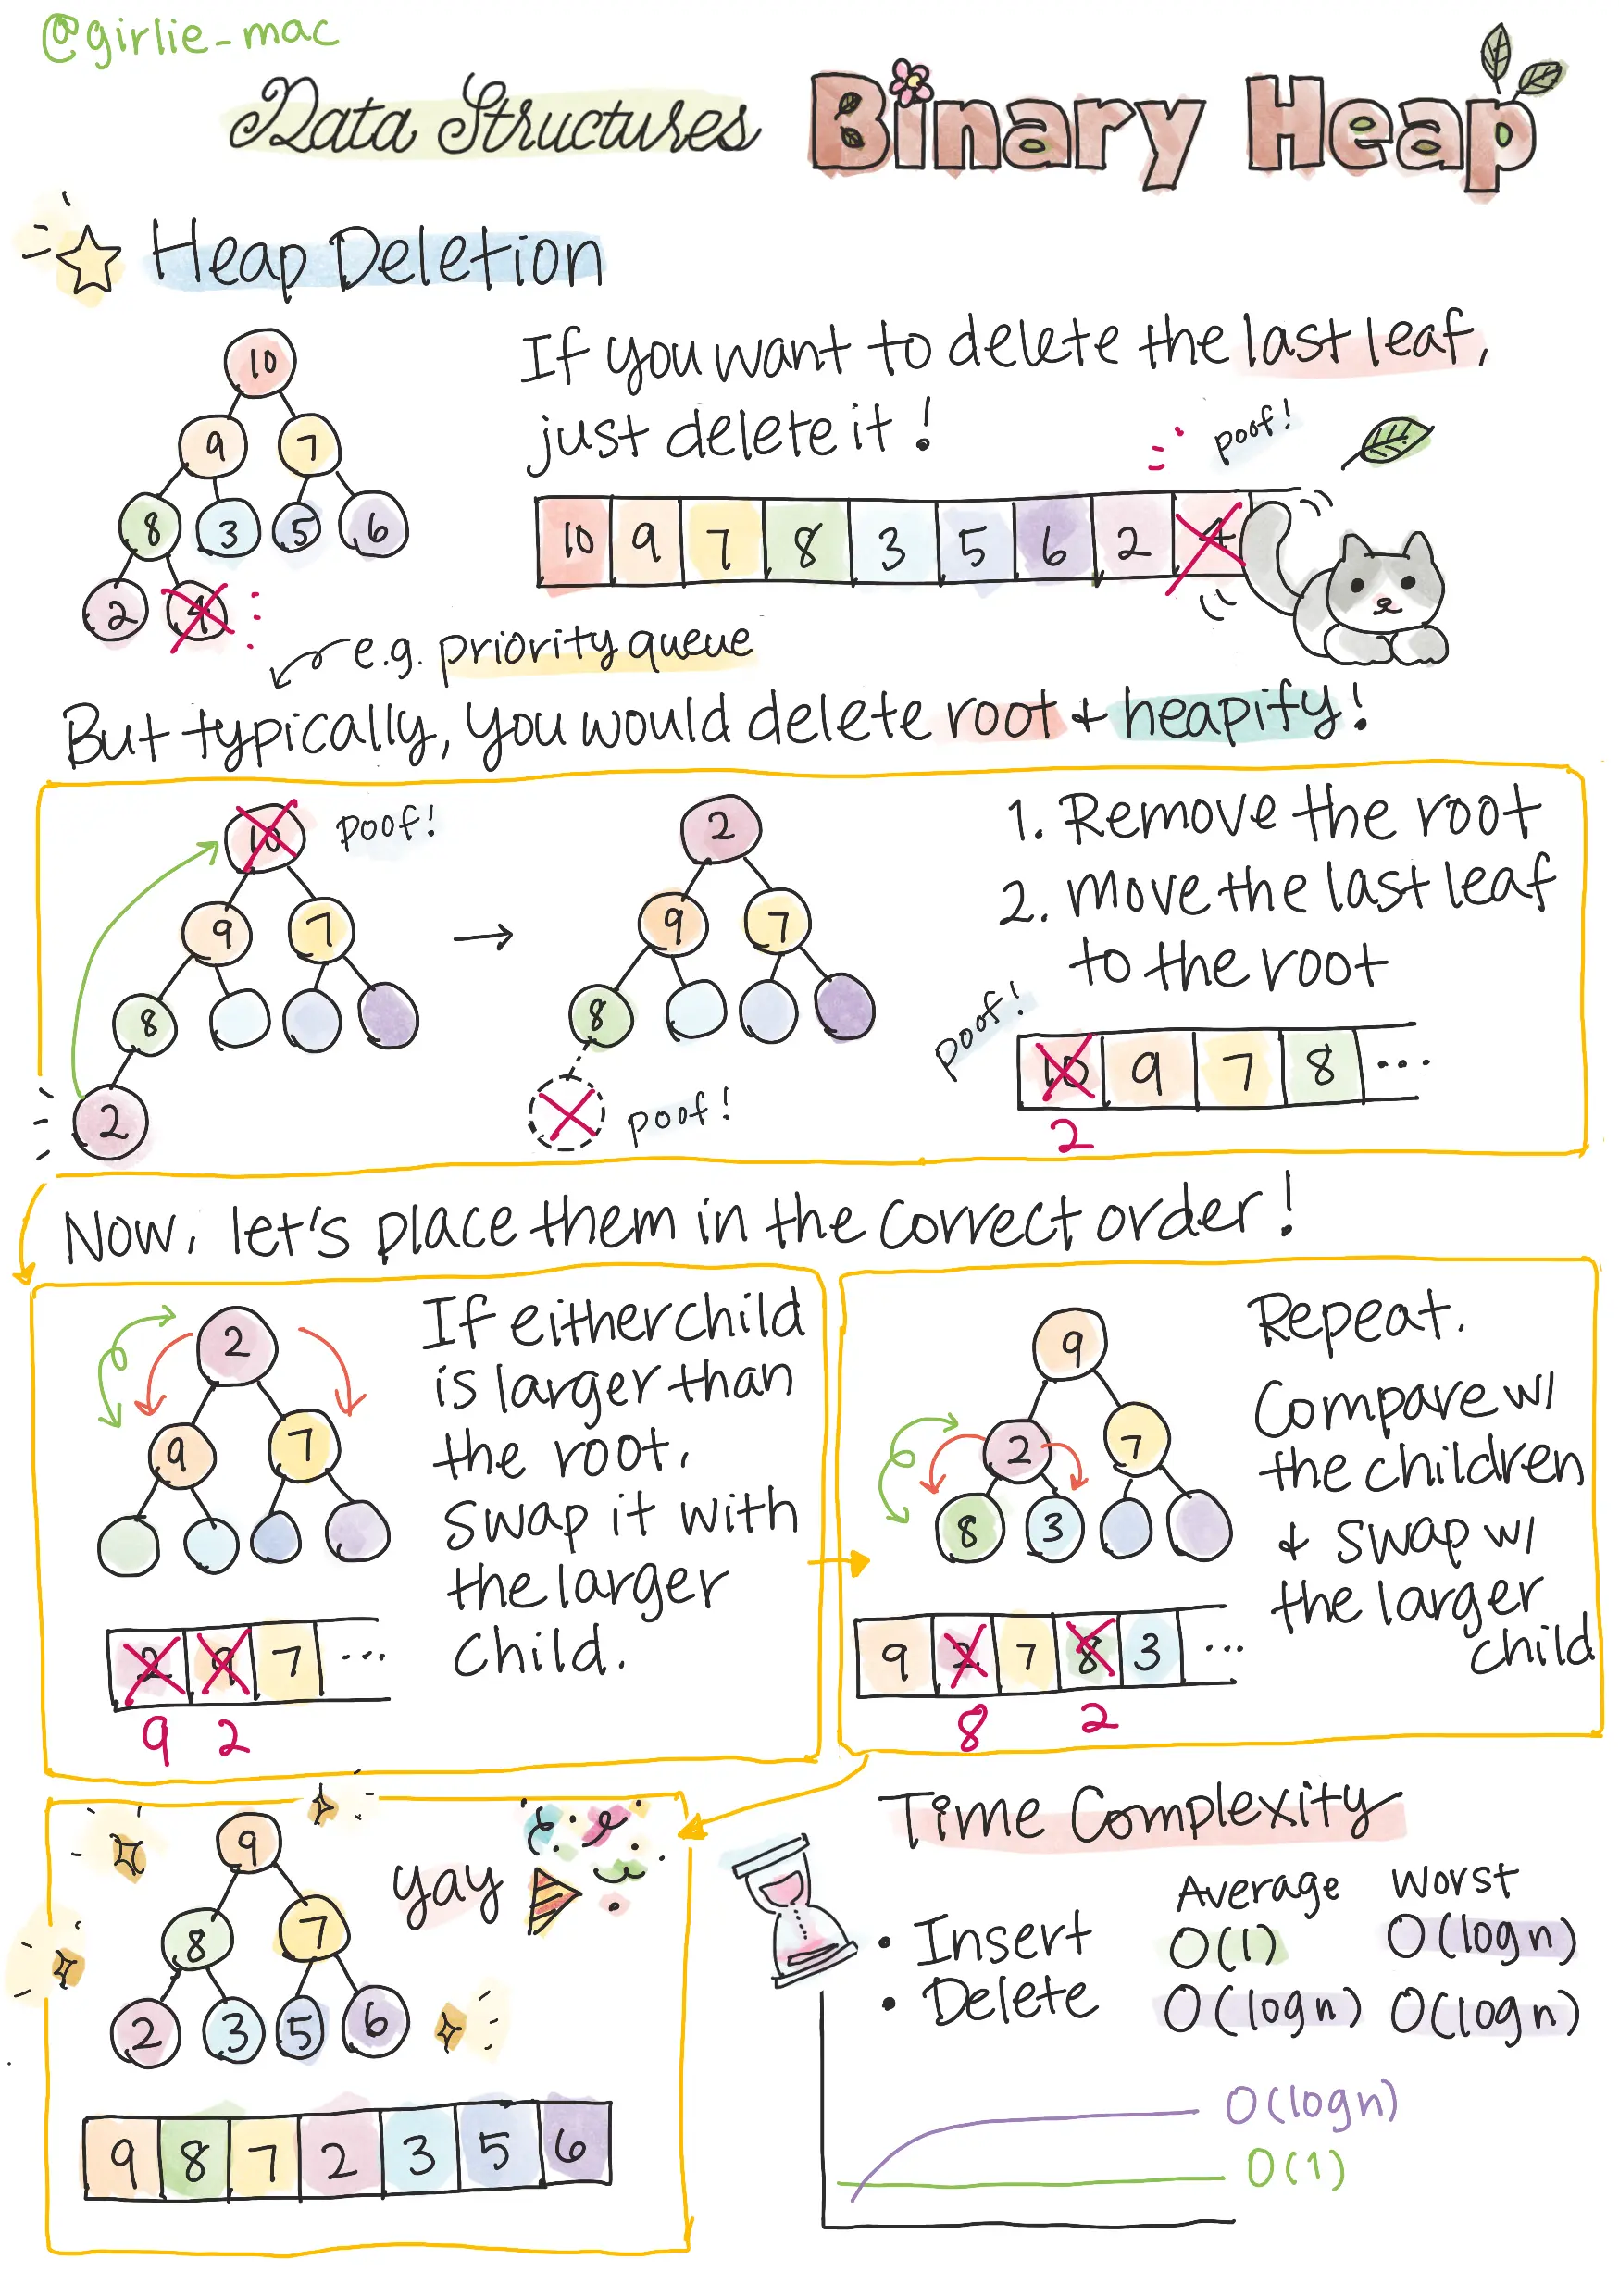 @girlie_mac
Data Structures Binary Heap
Heap Deletion
10
9 7
8 3 5 6
2 4
If you want to delete the last leaf,
just delete it!
poof!
10 9 7 8 3 5 6 2 4
e.g. priority queue
But typically, you would delete root & heapify!
10 poof!
9 7
8
2
→
2
9 7
8
poof!
1. Remove the root
2. Move the last leaf
to the root
poof!
10 9 7 8 ...
2
Now, let's place them in the correct order!
2
9 7
If either child
is larger than
the root,
swap it with
the larger
child.
2 9 7 ...
9 2
9
2 7
8 3
Repeat.
Compare w/
the children
& swap w/
the larger
child
9 2 7 8 3 ...
8 2
9
8 7
2 3 5 6
yay
9 8 7 2 3 5 6
Time Complexity
Average Worst
• Insert O(1) O(logn)
• Delete O(logn) O(logn)
O(logn)
O(1)